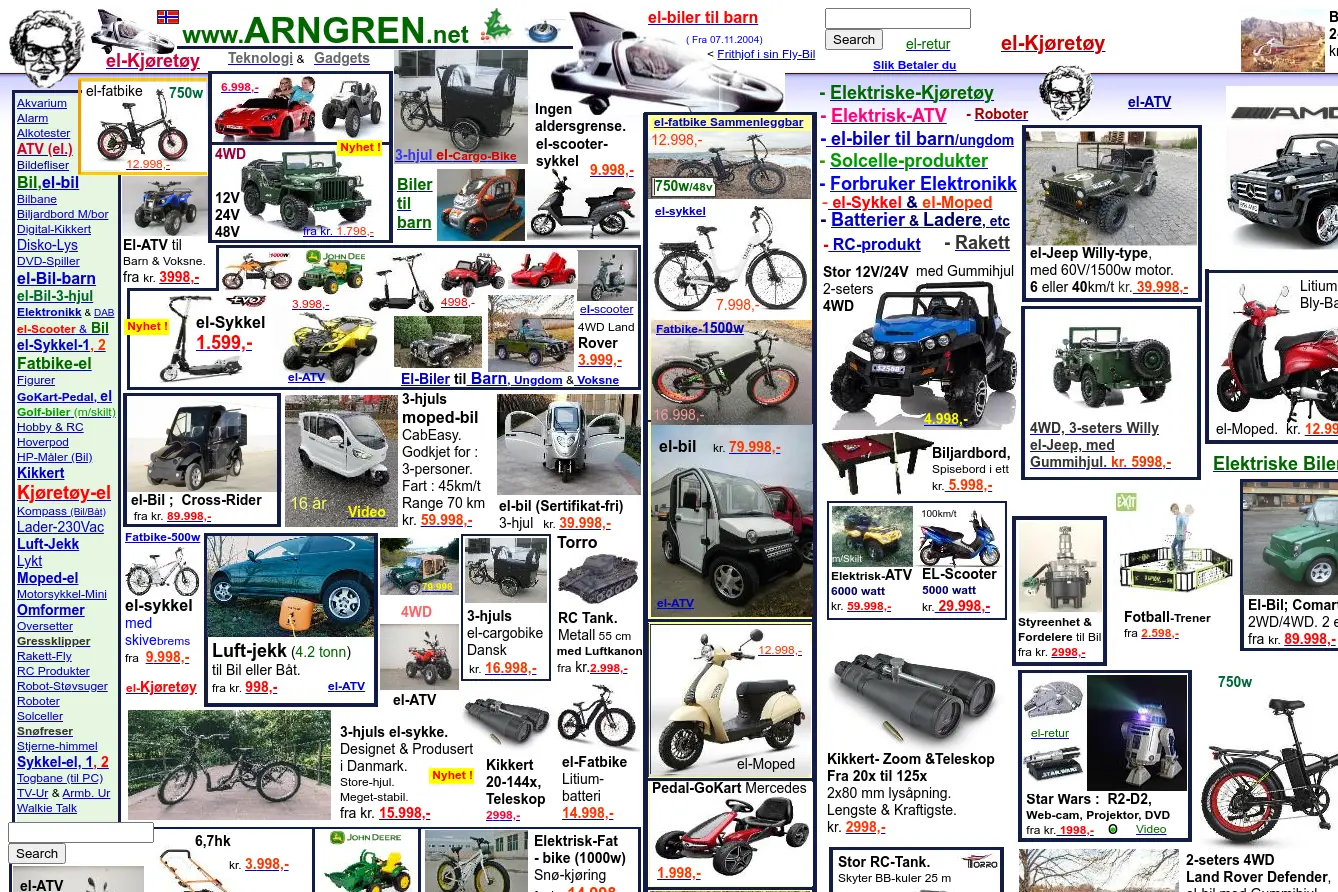 www.ARNGREN.net
el-Kjøretøy
Teknologi & Gadgets
el-biler til barn
( Fra 07.11.2004)
< Frithjof i sin Fly-Bil
Search
el-retur
Slik Betaler du
el-Kjøretøy
el-ATV
Akvarium
Alarm
Alkotester
ATV (el.)
Bildefliser
Bil,el-bil
Bilbane
Biljardbord M/bor
Digital-Kikkert
Disko-Lys
DVD-Spiller
el-Bil-barn
el-Bil-3-hjul
Elektronikk & DAB
el-Scooter & Bil
el-Sykkel-1, 2
Fatbike-el
Figurer
GoKart-Pedal, el
Golf-biler (m/skilt)
Hobby & RC
Hoverpod
HP-Måler (Bil)
Kikkert
Kjøretøy-el
Kompass (Bil/Båt)
Lader-230Vac
Luft-Jekk
Lykt
Moped-el
Motorsykkel-Mini
Omformer
Oversetter
Gressklipper
Rakett-Fly
RC Produkter
Robot-Støvsuger
Roboter
Solceller
Snøfreser
Stjerne-himmel
Sykkel-el, 1, 2
Togbane (til PC)
TV-Ur & Armb. Ur
Walkie Talk
Search
el-ATV
el-fatbike 750w
12.998,-
6.998,-
4WD
Nyhet !
12V
24V
48V
fra kr. 1.798,-
3-hjul el-Cargo-Bike
Biler
til
barn
Ingen
aldersgrense.
el-scooter-
sykkel
9.998,-
El-ATV til
Barn & Voksne.
fra kr. 3998,-
1000W
JOHN DEERE
3.998,-
4998,-
el-scooter
Nyhet !
EVO
el-Sykkel
1.599,-
el-ATV
4WD Land
Rover
3.999,-
El-Biler til Barn, Ungdom & Voksne
el-Bil ; Cross-Rider
fra kr. 89.998,-
16 år
Video
3-hjuls
moped-bil
CabEasy.
Godkjet for :
3-personer.
Fart : 45km/t
Range 70 km
kr. 59.998,-
el-bil (Sertifikat-fri)
3-hjul kr. 39.998,-
Fatbike-500w
el-sykkel
med
skivebrems
fra 9.998,-
el-Kjøretøy
Luft-jekk (4.2 tonn)
til Bil eller Båt.
fra kr. 998,-
el-ATV
79.998
4WD
el-ATV
3-hjuls
el-cargobike
Dansk
kr. 16.998,-
Torro
RC Tank.
Metall 55 cm
med Luftkanon
fra kr.2.998,-
3-hjuls el-sykke.
Designet & Produsert
i Danmark.
Store-hjul.
Meget-stabil.
fra kr. 15.998,-
Nyhet !
Kikkert
20-144x,
Teleskop
2998,-
el-Fatbike
Litium-
batteri
14.998,-
6,7hk
kr. 3.998,-
JOHN DEERE
Elektrisk-Fat
- bike (1000w)
Snø-kjøring
el-fatbike Sammenleggbar
12.998,-
750w/48v
el-sykkel
7.998,-
Fatbike-1500w
16.998,-
el-bil kr. 79.998,-
el-ATV
12.998,-
el-Moped
Pedal-GoKart Mercedes
1.998,-
- Elektriske-Kjøretøy
- Elektrisk-ATV - Roboter
- el-biler til barn/ungdom
- Solcelle-produkter
- Forbruker Elektronikk
- el-Sykkel & el-Moped
- Batterier & Ladere, etc
- RC-produkt - Rakett
Stor 12V/24V med Gummihjul
2-seters
4WD
4.998,-
Biljardbord,
Spisebord i ett
kr. 5.998,-
m/Skilt
100km/t
Elektrisk-ATV
6000 watt
kr. 59.998,-
EL-Scooter
5000 watt
kr. 29.998,-
Kikkert- Zoom &Teleskop
Fra 20x til 125x
2x80 mm lysåpning.
Lengste & Kraftigste.
kr. 2998,-
Stor RC-Tank.
Skyter BB-kuler 25 m
TORRO
el-Jeep Willy-type,
med 60V/1500w motor.
6 eller 40km/t kr. 39.998,-
4WD, 3-seters Willy
el-Jeep, med
Gummihjul. kr. 5998,-
AMG
Litium
Bly-Ba
el-Moped. kr. 12.99
Elektriske Biler
EXIT
Styreenhet &
Fordelere til Bil
fra kr. 2998,-
Fotball-Trener
fra 2.598,-
El-Bil; Comar
2WD/4WD. 2 e
fra kr. 89.998,-
el-retur
STAR WARS
Star Wars : R2-D2,
Web-cam, Projektor, DVD
fra kr. 1998,- Video
750w
2-seters 4WD
Land Rover Defender,